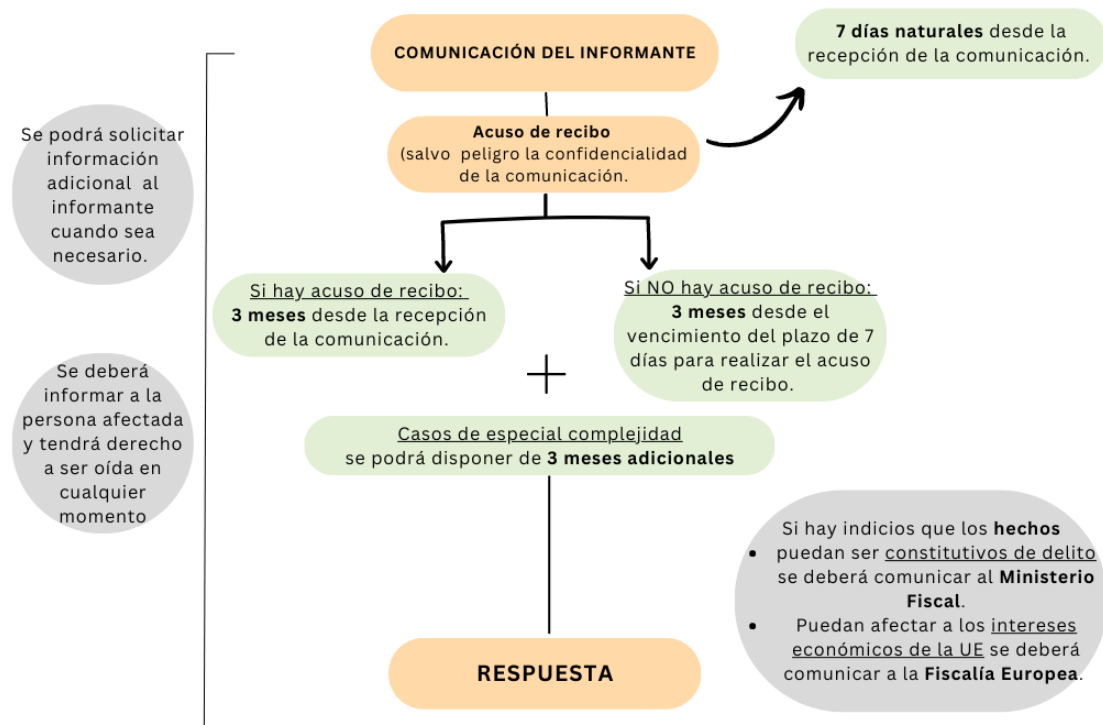 COMUNICACIÓN DEL INFORMANTE
7 días naturales desde la
recepción de la comunicación.
Acuso de recibo
(salvo peligro la confidencialidad
de la comunicación.
Se podrá solicitar
información
adicional al
informante
cuando sea
necesario.
Si hay acuso de recibo:
3 meses desde la recepción
de la comunicación.
Si NO hay acuso de recibo:
3 meses desde el
vencimiento del plazo de 7
días para realizar el acuso
de recibo.
Se deberá
informar a la
persona afectada
y tendrá derecho
a ser oída en
cualquier
momento
Casos de especial complejidad
se podrá disponer de 3 meses adicionales
Si hay indicios que los hechos
• puedan ser constitutivos de delito
se deberá comunicar al Ministerio
Fiscal.
• Puedan afectar a los intereses
económicos de la UE se deberá
comunicar a la Fiscalía Europea.
RESPUESTA